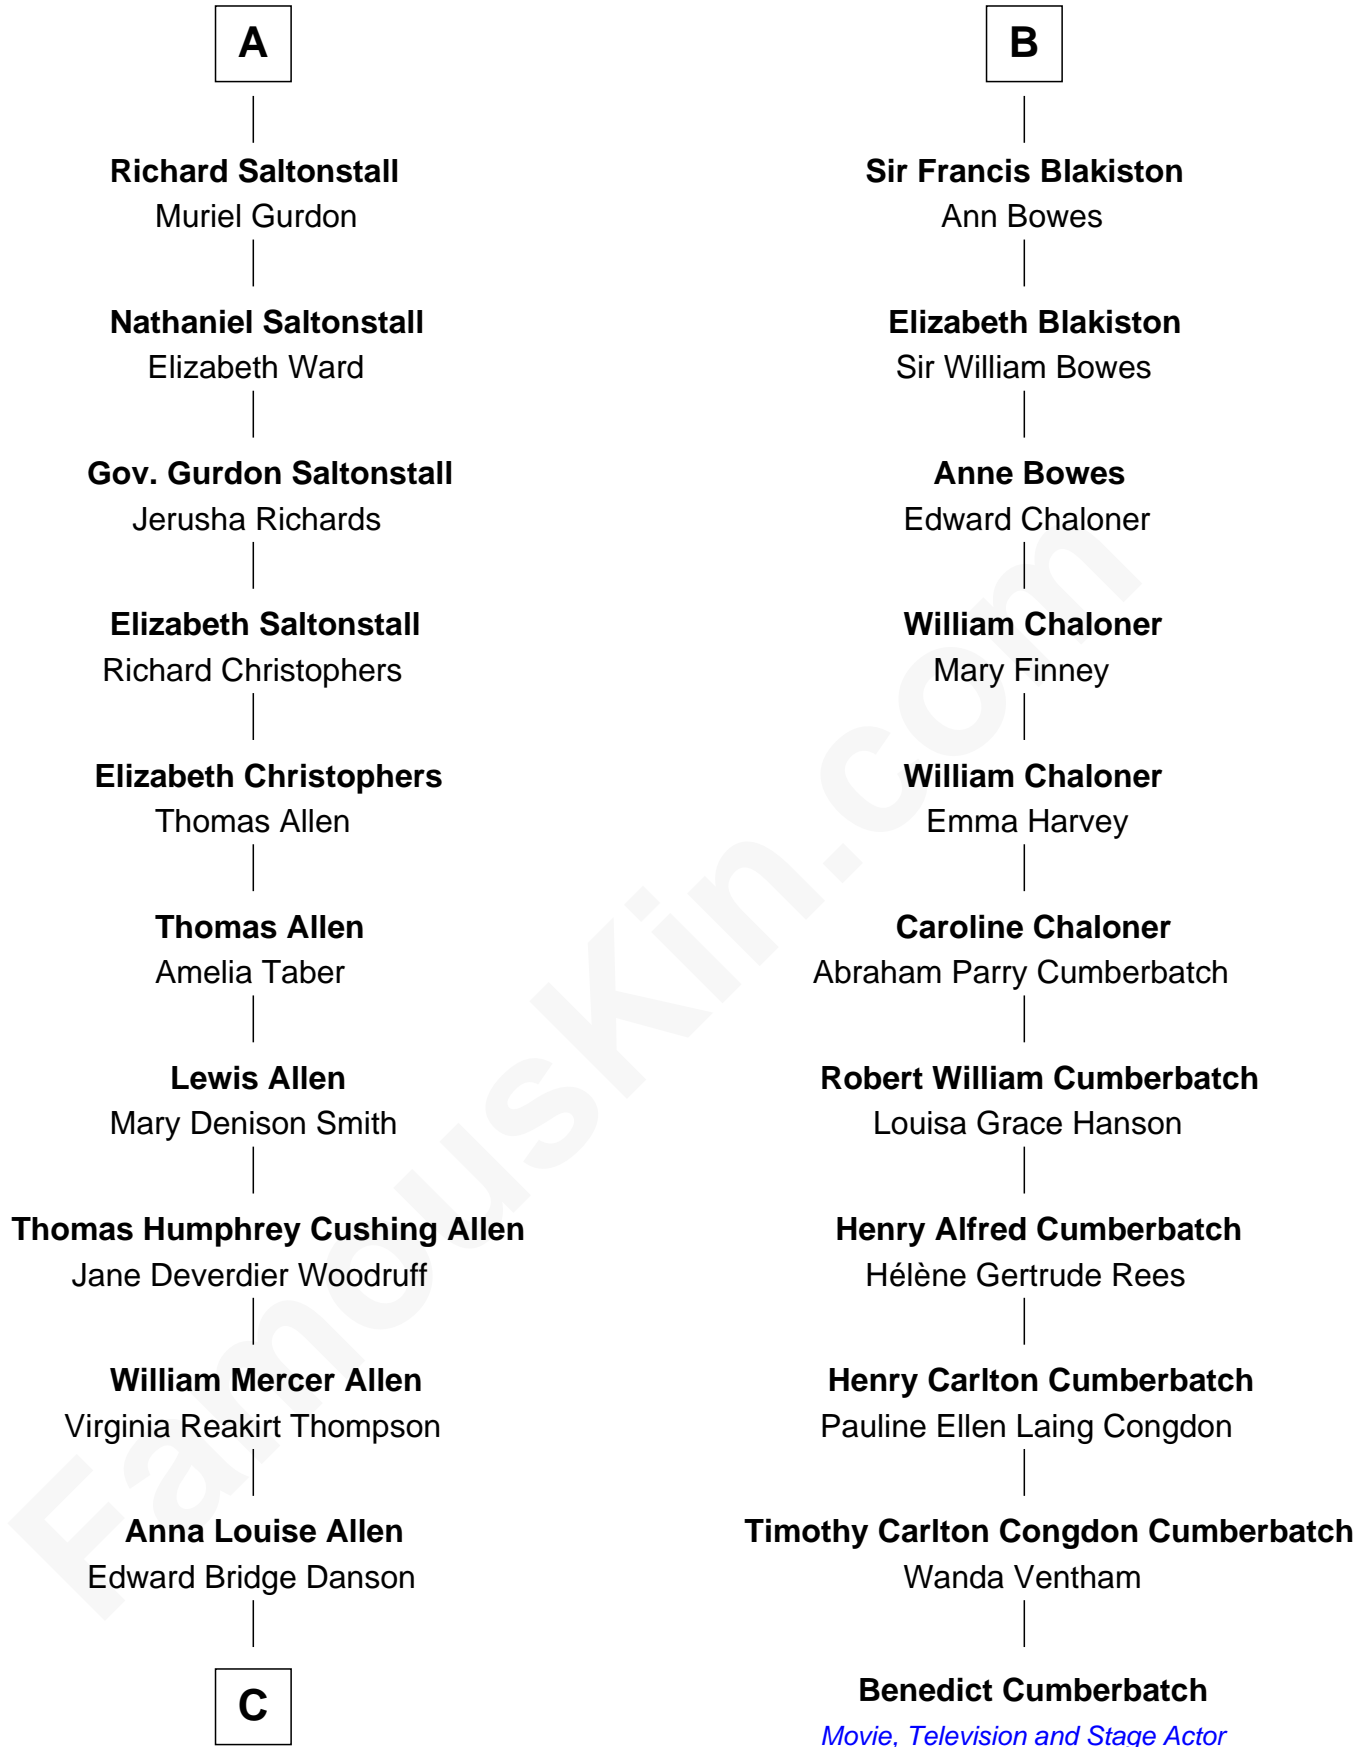 A
Richard Saltonstall
Muriel Gurdon
Nathaniel Saltonstall
Elizabeth Ward
Gov. Gurdon Saltonstall
Jerusha Richards
Elizabeth Saltonstall
Richard Christophers
Elizabeth Christophers
Thomas Allen
Thomas Allen
Amelia Taber
Lewis Allen
Mary Denison Smith
Thomas Humphrey Cushing Allen
Jane Deverdier Woodruff
William Mercer Allen
Virginia Reakirt Thompson
Anna Louise Allen
Edward Bridge Danson
C
B
Sir Francis Blakiston
Ann Bowes
Elizabeth Blakiston
Sir William Bowes
Anne Bowes
Edward Chaloner
William Chaloner
Mary Finney
William Chaloner
Emma Harvey
Caroline Chaloner
Abraham Parry Cumberbatch
Robert William Cumberbatch
Louisa Grace Hanson
Henry Alfred Cumberbatch
Hélène Gertrude Rees
Henry Carlton Cumberbatch
Pauline Ellen Laing Congdon
Timothy Carlton Congdon Cumberbatch
Wanda Ventham
Benedict Cumberbatch
Movie, Television and Stage Actor
FamousKin.com